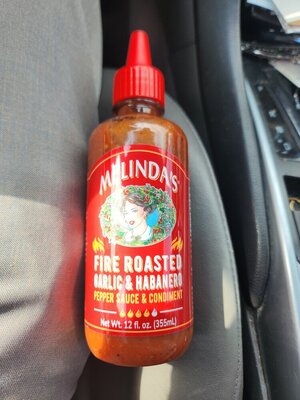 MELINDA'S
FIRE ROASTED
GARLIC & HABANERO
PEPPER SAUCE & CONDIMENT
Net Wt. 12 fl. oz. (355mL)